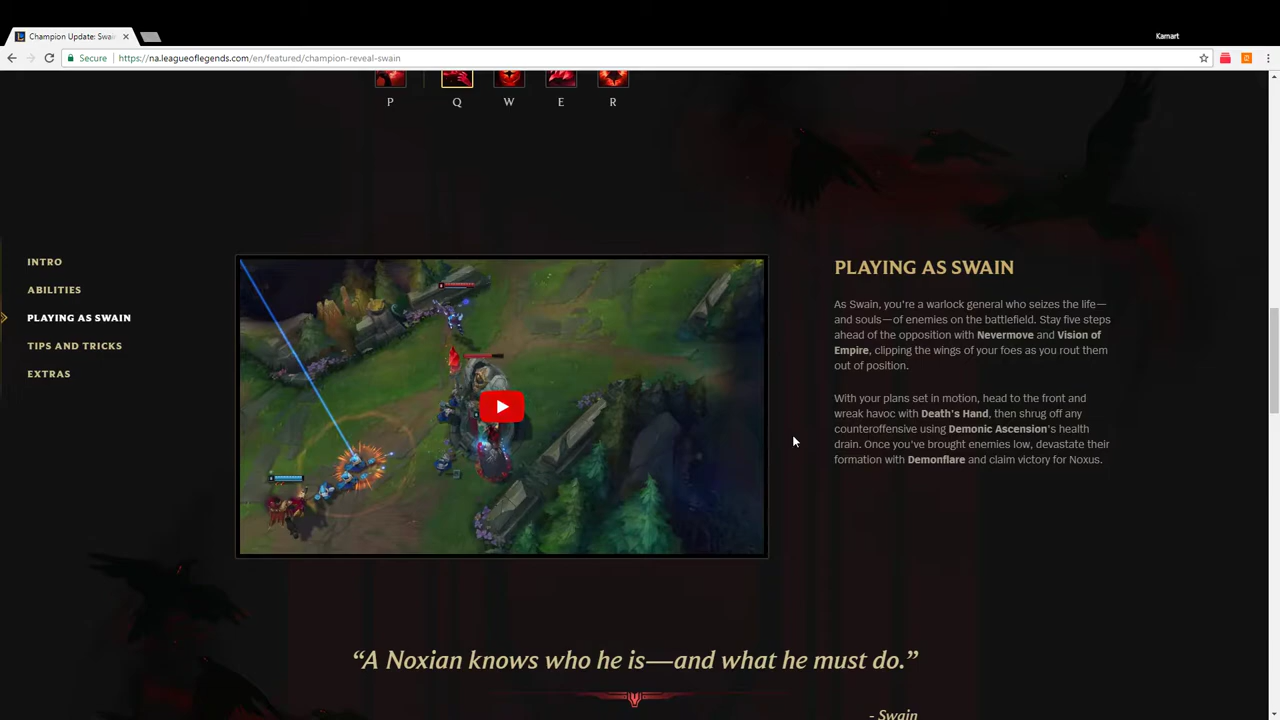 Champion Update: Swai
Kamart
Secure
https://na.leagueoflegends.com/en/featured/champion-reveal-swain
P Q W E R
INTRO
ABILITIES
PLAYING AS SWAIN
TIPS AND TRICKS
EXTRAS
PLAYING AS SWAIN
As Swain, you're a warlock general who seizes the life—
and souls—of enemies on the battlefield. Stay five steps
ahead of the opposition with Nevermove and Vision of
Empire, clipping the wings of your foes as you rout them
out of position.
With your plans set in motion, head to the front and
wreak havoc with Death's Hand, then shrug off any
counteroffensive using Demonic Ascension's health
drain. Once you've brought enemies low, devastate their
formation with Demonflare and claim victory for Noxus.
“A Noxian knows who he is—and what he must do.”
- Swain